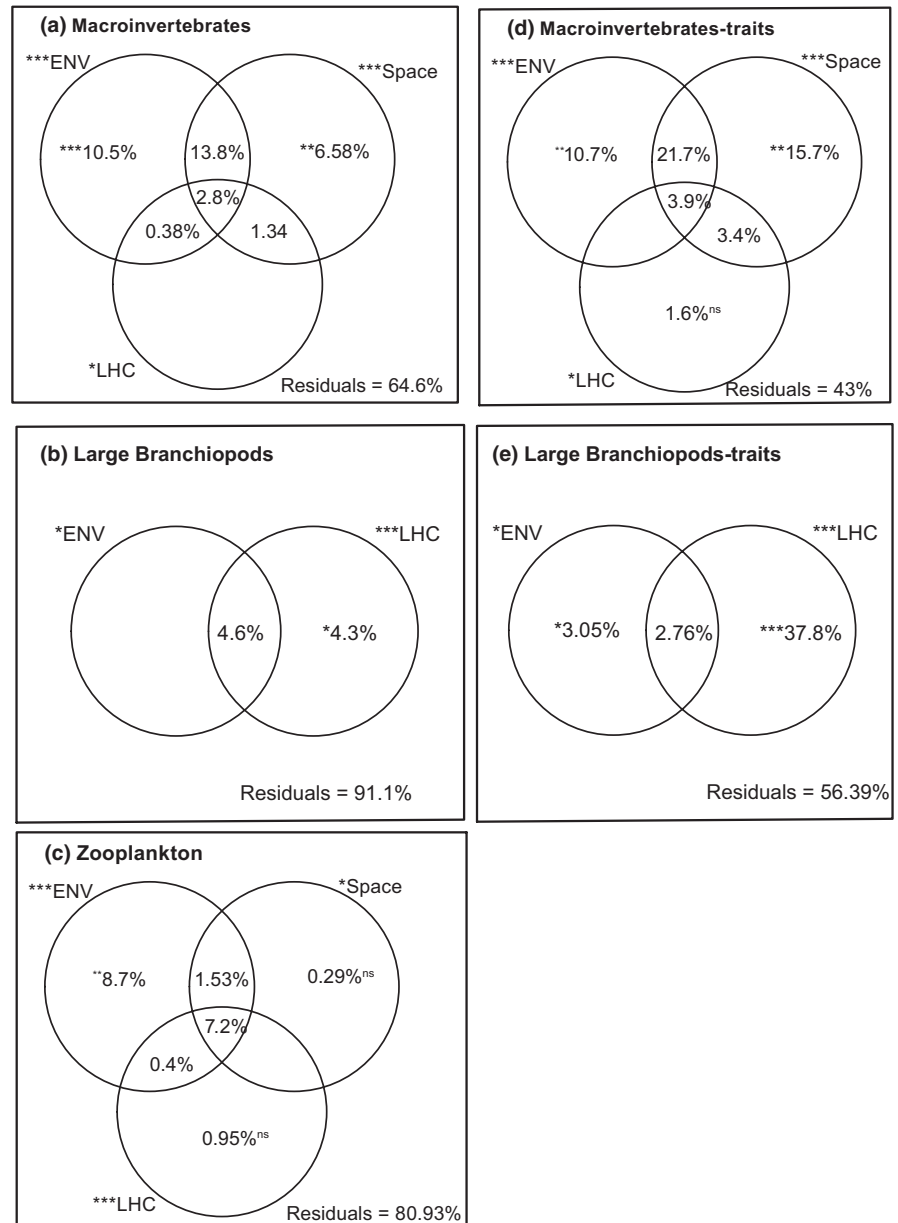 (a) Macroinvertebrates
***ENV
***Space
***10.5%
13.8%
**6.58%
2.8%
0.38%
1.34
*LHC
Residuals = 64.6%
(d) Macroinvertebrates-traits
***ENV
***Space
**10.7%
21.7%
**15.7%
3.9%
3.4%
1.6%ns
*LHC
Residuals = 43%
(b) Large Branchiopods
*ENV
***LHC
4.6%
*4.3%
Residuals = 91.1%
(e) Large Branchiopods-traits
*ENV
***LHC
*3.05%
2.76%
***37.8%
Residuals = 56.39%
(c) Zooplankton
***ENV
*Space
**8.7%
1.53%
0.29%ns
7.2%
0.4%
0.95%ns
***LHC
Residuals = 80.93%